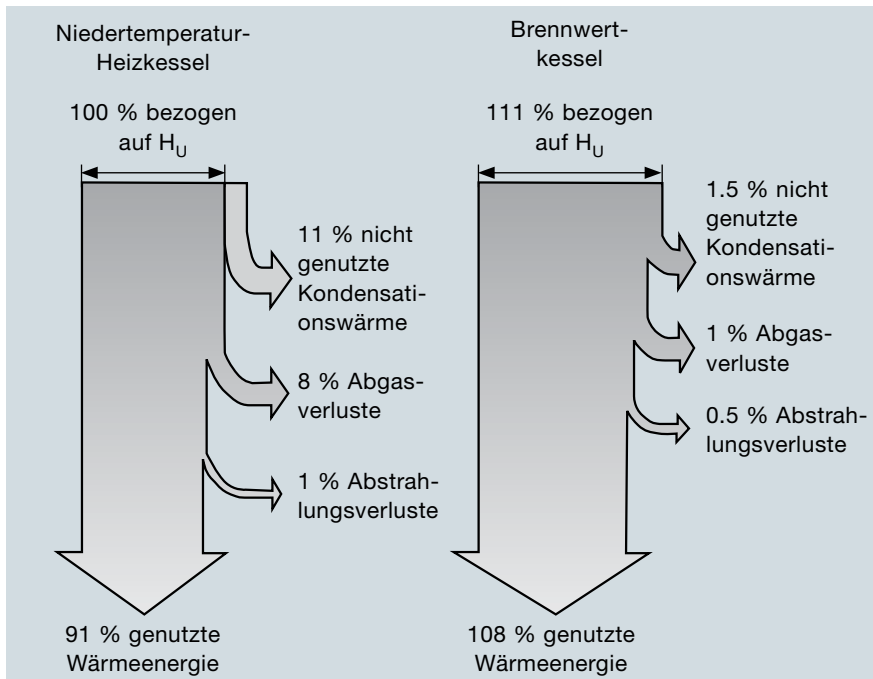 Niedertemperatur-
Heizkessel
100 % bezogen
auf HU
11 % nicht
genutzte
Kondensati-
onswärme
8 % Abgas-
verluste
1 % Abstrah-
lungsverluste
91 % genutzte
Wärmeenergie
Brennwert-
kessel
111 % bezogen
auf HU
1.5 % nicht
genutzte
Kondensati-
onswärme
1 % Abgas-
verluste
0.5 % Abstrah-
lungsverluste
108 % genutzte
Wärmeenergie